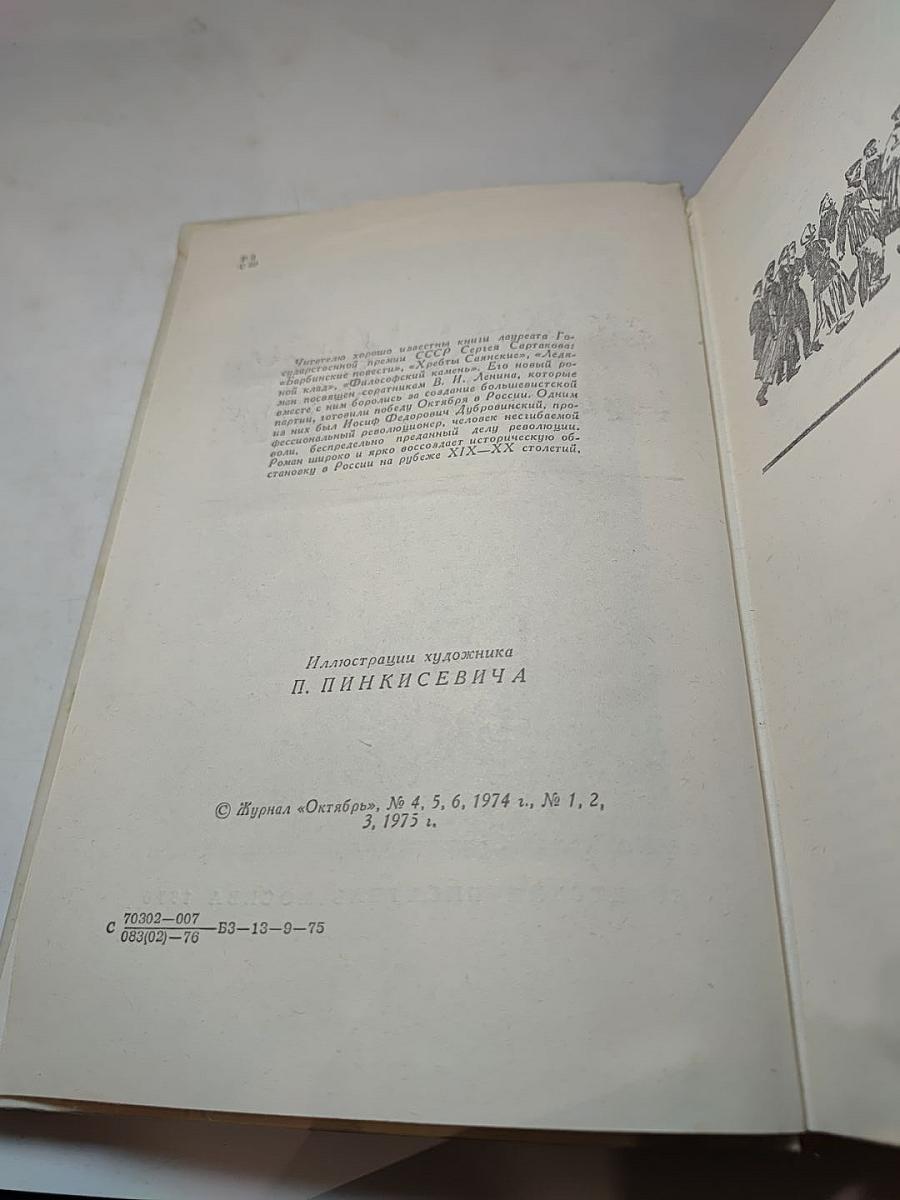 Р 2
С 20
Читателю хорошо известны книги лауреата Го-
сударственной премии СССР Сергея Сартакова:
«Барбинские повести», «Хребты Саянские», «Ледя-
ной клад», «Философский камень». Его новый ро-
ман посвящен соратникам В. И. Ленина, которые
вместе с ним боролись за создание большевистской
партии, готовили победу Октября в России. Одним
из них был Иосиф Федорович Дубровинский, про-
фессиональный революционер, человек несгибаемой
воли, беспредельно преданный делу революции.
Роман широко и ярко воссоздает историческую об-
становку в России на рубеже XIX—XX столетий.
Иллюстрации художника
П. ПИНКИСЕВИЧА
© Журнал «Октябрь», № 4, 5, 6, 1974 г., № 1, 2,
3, 1975 г.
С 70302—007
083(02)—76 —БЗ—13—9—75